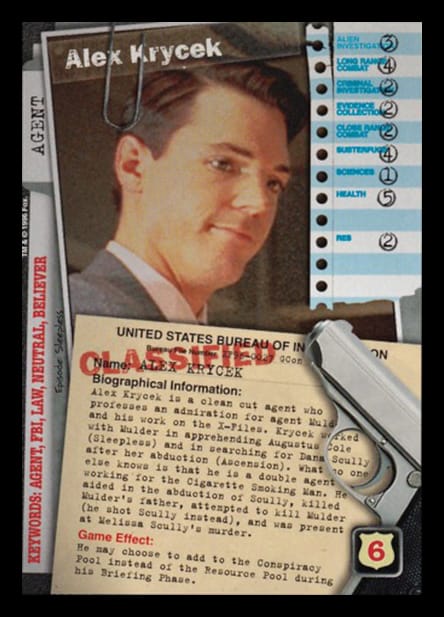 Alex Krycek
AGENT
TM & © 1996 Fox.
KEYWORDS: AGENT, FBI, LAW, NEUTRAL, BELIEVER
Episode: Sleepless
ALIEN INVESTIGAT 3
LONG RANGE COMBAT 4
CRIMINAL INVESTIGAT 2
EVIDENCE COLLECTION 2
CLOSE RANGE COMBAT
SUBTERFUGE 4
SCIENCES 1
HEALTH 5
RES 2
UNITED STATES BUREAU OF IN ION
Bureau File Number
CLASSIFIED
Name: ALEX KRYCEK
Biographical Information:
Alex Krycek is a clean cut agent who
professes an admiration for agent Muld
and his work on the X-Files. Krycek worked
with Mulder in apprehending Augustus Cole
(Sleepless) and in searching for Dana Scully
after her abduction (Ascension). What no one
else knows is that he is a double agent
working for the Cigarette Smoking Man. He
aided in the abduction of Scully, killed
Mulder's father, attempted to kill Mulder
(he shot Scully instead), and was present
at Melissa Scully's murder.
Game Effect:
He may choose to add to the Conspiracy
Pool instead of the Resource Pool during
his Briefing Phase.
6